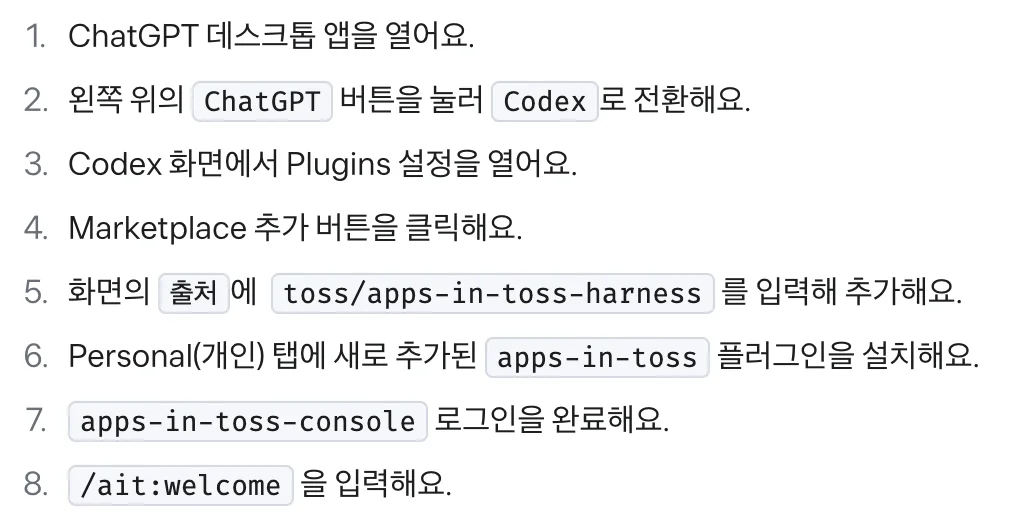 1. ChatGPT 데스크톱 앱을 열어요.
2. 왼쪽 위의 ChatGPT 버튼을 눌러 Codex로 전환해요.
3. Codex 화면에서 Plugins 설정을 열어요.
4. Marketplace 추가 버튼을 클릭해요.
5. 화면의 출처에 toss/apps-in-toss-harness 를 입력해 추가해요.
6. Personal(개인) 탭에 새로 추가된 apps-in-toss 플러그인을 설치해요.
7. apps-in-toss-console 로그인을 완료해요.
8. /ait:welcome 을 입력해요.